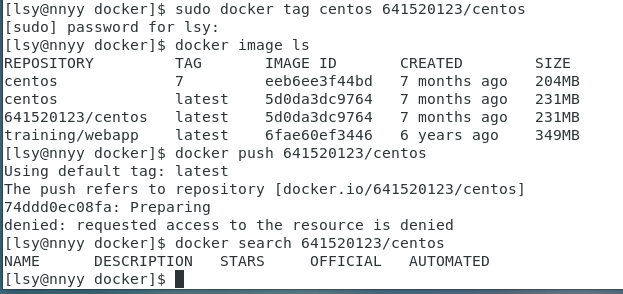 [lsy@nnyy docker]$ sudo docker tag centos 641520123/centos
[sudo] password for lsy:
[lsy@nnyy docker]$ docker image ls
REPOSITORY TAG IMAGE ID CREATED SIZE
centos 7 eeb6ee3f44bd 7 months ago 204MB
centos latest 5d0da3dc9764 7 months ago 231MB
641520123/centos latest 5d0da3dc9764 7 months ago 231MB
training/webapp latest 6fae60ef3446 6 years ago 349MB
[lsy@nnyy docker]$ docker push 641520123/centos
Using default tag: latest
The push refers to repository [docker.io/641520123/centos]
74ddd0ec08fa: Preparing
denied: requested access to the resource is denied
[lsy@nnyy docker]$ docker search 641520123/centos
NAME DESCRIPTION STARS OFFICIAL AUTOMATED
[lsy@nnyy docker]$